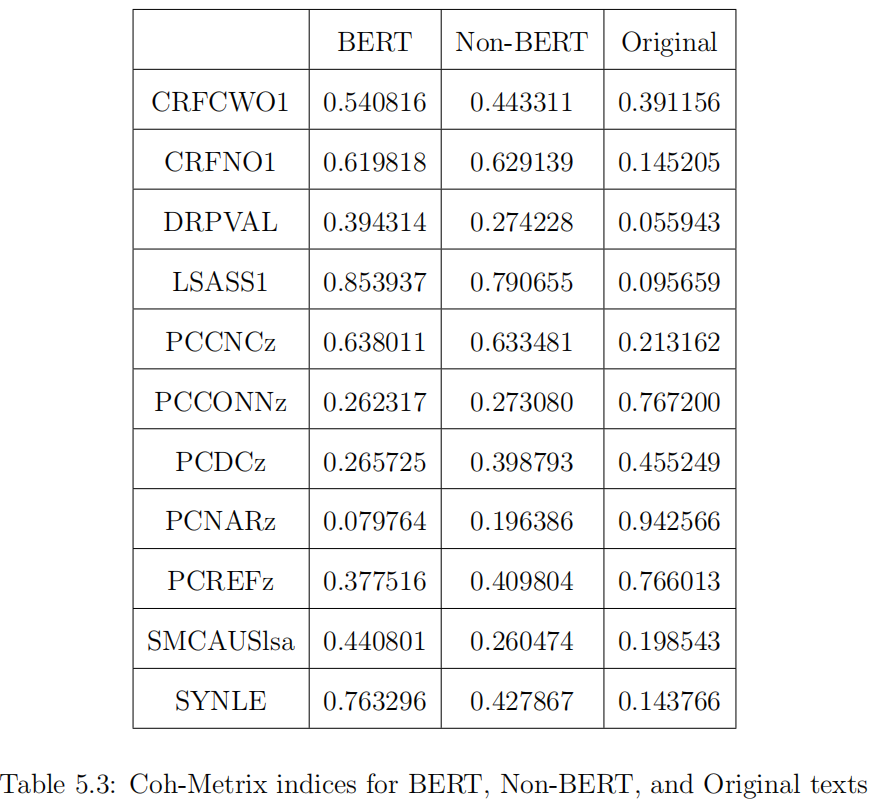 BERT Non-BERT Original
CRFCWO1 0.540816 0.443311 0.391156
CRFNO1 0.619818 0.629139 0.145205
DRPVAL 0.394314 0.274228 0.055943
LSASS1 0.853937 0.790655 0.095659
PCCNCz 0.638011 0.633481 0.213162
PCCONNz 0.262317 0.273080 0.767200
PCDCz 0.265725 0.398793 0.455249
PCNARz 0.079764 0.196386 0.942566
PCREFz 0.377516 0.409804 0.766013
SMCAUSlsa 0.440801 0.260474 0.198543
SYNLE 0.763296 0.427867 0.143766
Table 5.3: Coh-Metrix indices for BERT, Non-BERT, and Original texts